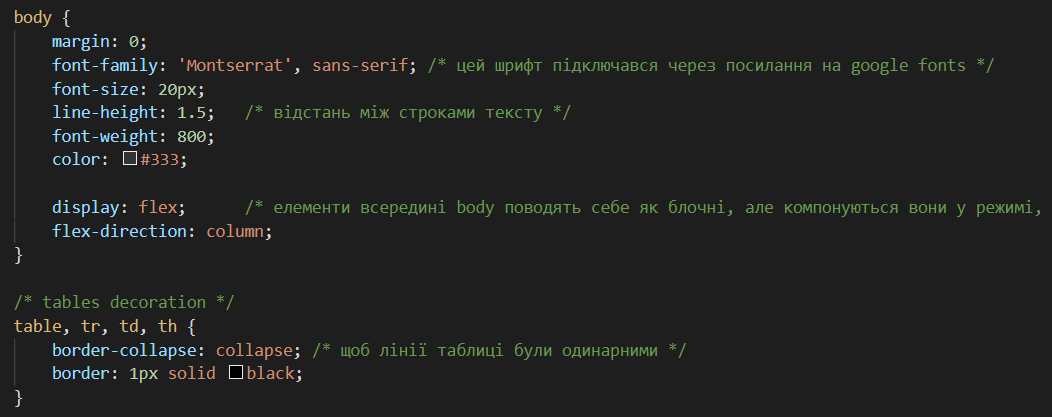 body {
    margin: 0;
    font-family: 'Montserrat', sans-serif; /* цей шрифт підключався через посилання на google fonts */
    font-size: 20px;
    line-height: 1.5;   /* відстань між строками тексту */
    font-weight: 800;
    color: #333;

    display: flex;      /* елементи всередині body поводять себе як блочні, але компонуються вони у режимі,
    flex-direction: column;
}

/* tables decoration */
table, tr, td, th {
    border-collapse: collapse; /* щоб лінії таблиці були одинарними */
    border: 1px solid black;
}